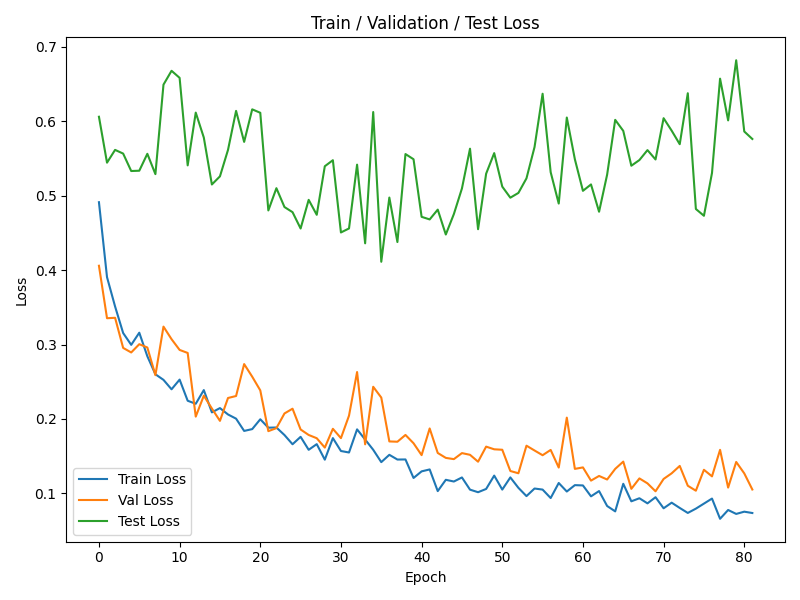 Train / Validation / Test Loss
0.7
0.6
0.5
0.4
0.3
0.2
0.1
Loss
Train Loss
Val Loss
Test Loss
0 10 20 30 40 50 60 70 80
Epoch